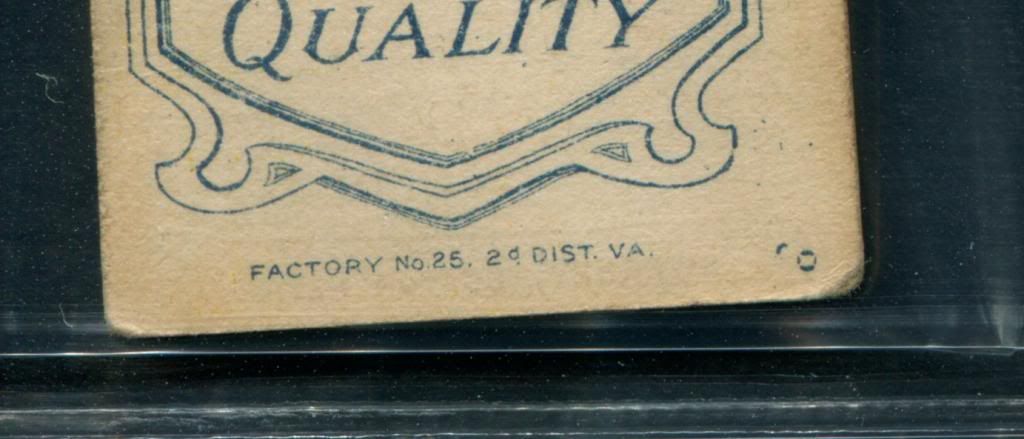 QUALITY
FACTORY No.25. 2d DIST. VA.